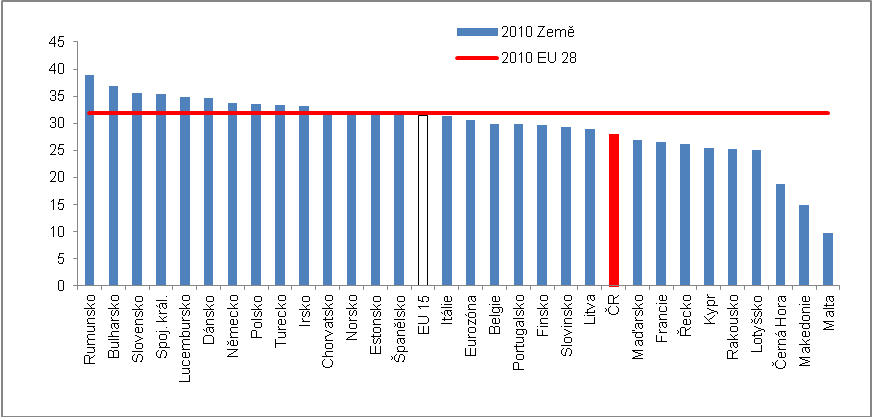 2010 Země
2010 EU 28
45
40
35
30
25
20
15
10
5
0
Rumunsko
Bulharsko
Slovensko
Spoj. král.
Lucembursko
Dánsko
Německo
Polsko
Turecko
Irsko
Chorvatsko
Norsko
Estonsko
Španělsko
EU 15
Itálie
Eurozóna
Belgie
Portugalsko
Finsko
Slovinsko
Litva
ČR
Maďarsko
Francie
Řecko
Kypr
Rakousko
Lotyšsko
Černá Hora
Makedonie
Malta